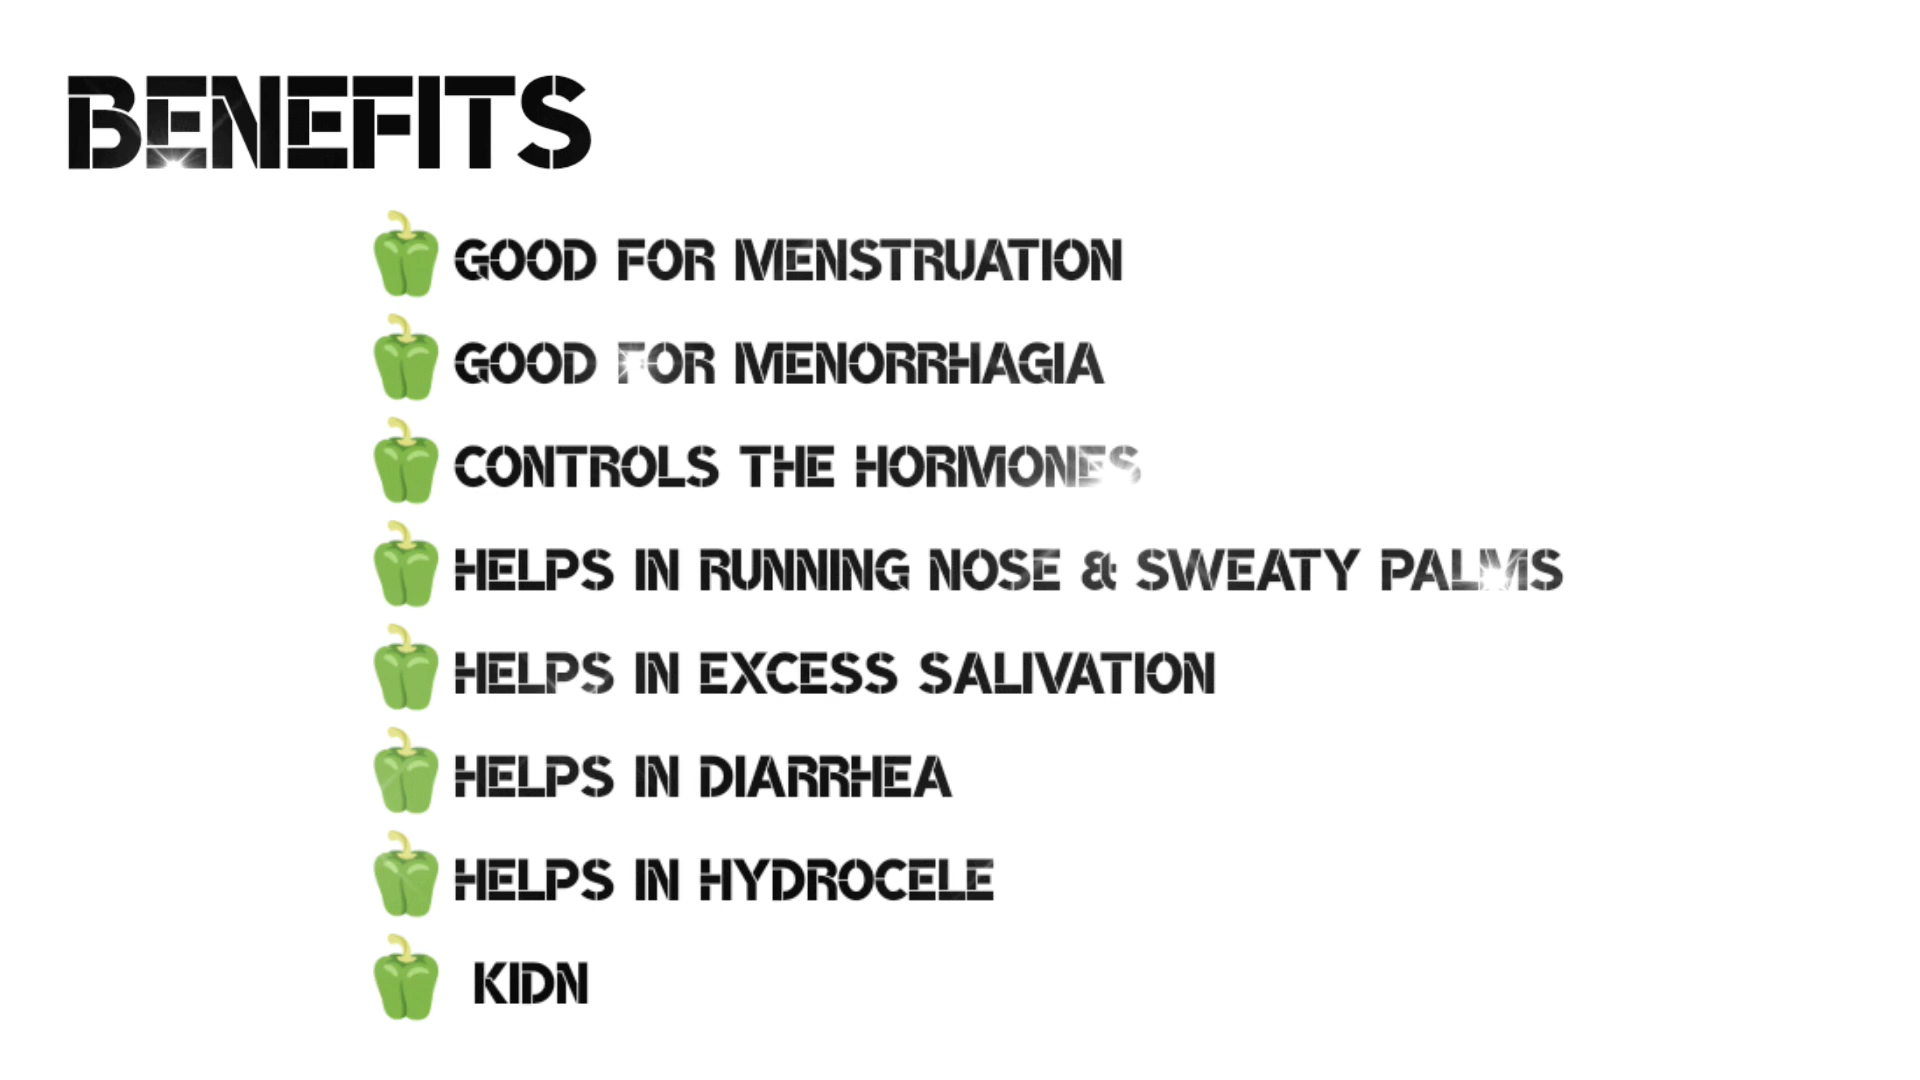 BENEFITS
GOOD FOR MENSTRUATION
GOOD FOR MENORRHAGIA
CONTROLS THE HORMONES
HELPS IN RUNNING NOSE & SWEATY PALMS
HELPS IN EXCESS SALIVATION
HELPS IN DIARRHEA
HELPS IN HYDROCELE
KIDN